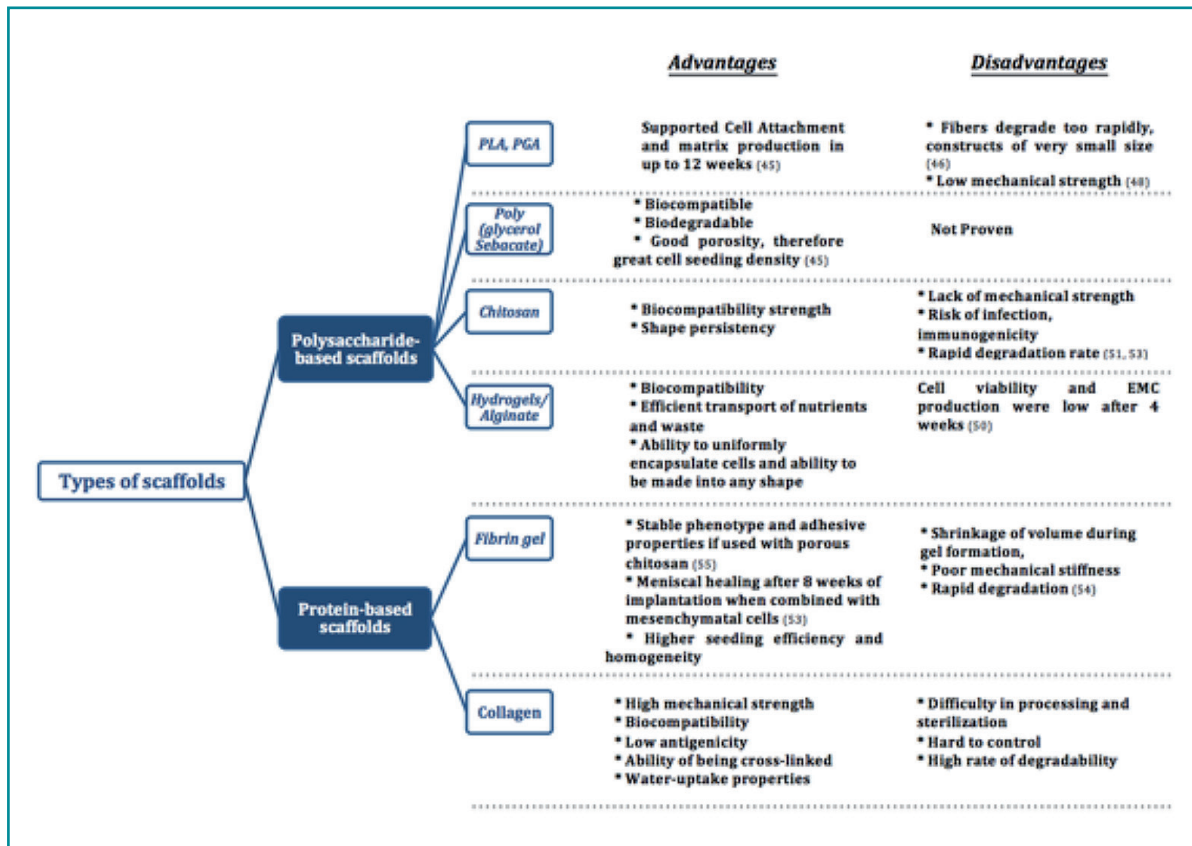 Advantages
Disadvantages
PLA, PGA
Supported Cell Attachment
and matrix production in
up to 12 weeks (45)
* Fibers degrade too rapidly,
constructs of very small size
(46)
* Low mechanical strength (48)
Poly
(glycerol
Sebacate)
* Biocompatible
* Biodegradable
* Good porosity, therefore
great cell seeding density (45)
Not Proven
Chitosan
* Biocompatibility strength
* Shape persistency
* Lack of mechanical strength
* Risk of infection,
immunogenicity
* Rapid degradation rate (51, 53)
Polysaccharide-
based scaffolds
Hydrogels/
Alginate
* Biocompatibility
* Efficient transport of nutrients
and waste
* Ability to uniformly
encapsulate cells and ability to
be made into any shape
Cell viability and EMC
production were low after 4
weeks (50)
Types of scaffolds
Fibrin gel
* Stable phenotype and adhesive
properties if used with porous
chitosan (55)
* Meniscal healing after 8 weeks of
implantation when combined with
mesenchymatal cells (53)
* Higher seeding efficiency and
homogeneity
* Shrinkage of volume during
gel formation,
* Poor mechanical stiffness
* Rapid degradation (54)
Protein-based
scaffolds
Collagen
* High mechanical strength
* Biocompatibility
* Low antigenicity
* Ability of being cross-linked
* Water-uptake properties
* Difficulty in processing and
sterilization
* Hard to control
* High rate of degradability